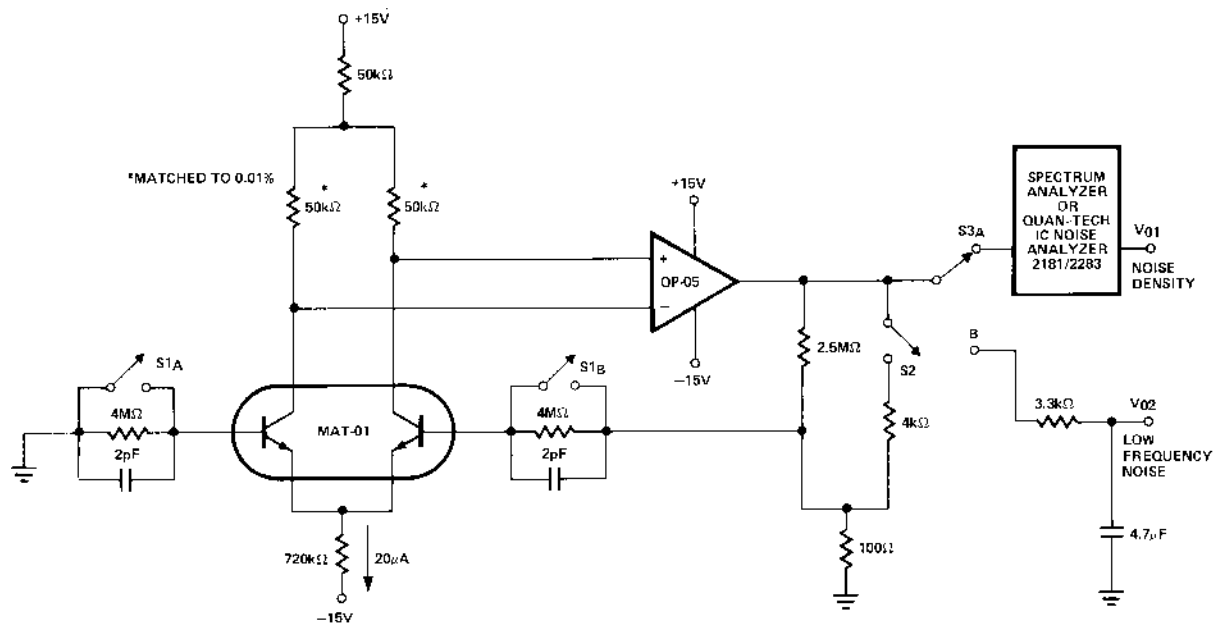 +15V
50kΩ
*MATCHED TO 0.01%
*
50kΩ
*
50kΩ
+15V
+
OP-05
−
−15V
S3A
SPECTRUM
ANALYZER
OR
QUAN-TECH
IC NOISE
ANALYZER
2181/2283
V01
NOISE
DENSITY
S1A
4MΩ
2pF
MAT-01
S1B
4MΩ
2pF
2.5MΩ
S2
4kΩ
B
3.3kΩ
V02
LOW
FREQUENCY
NOISE
4.7μF
100Ω
720kΩ
20μA
−15V